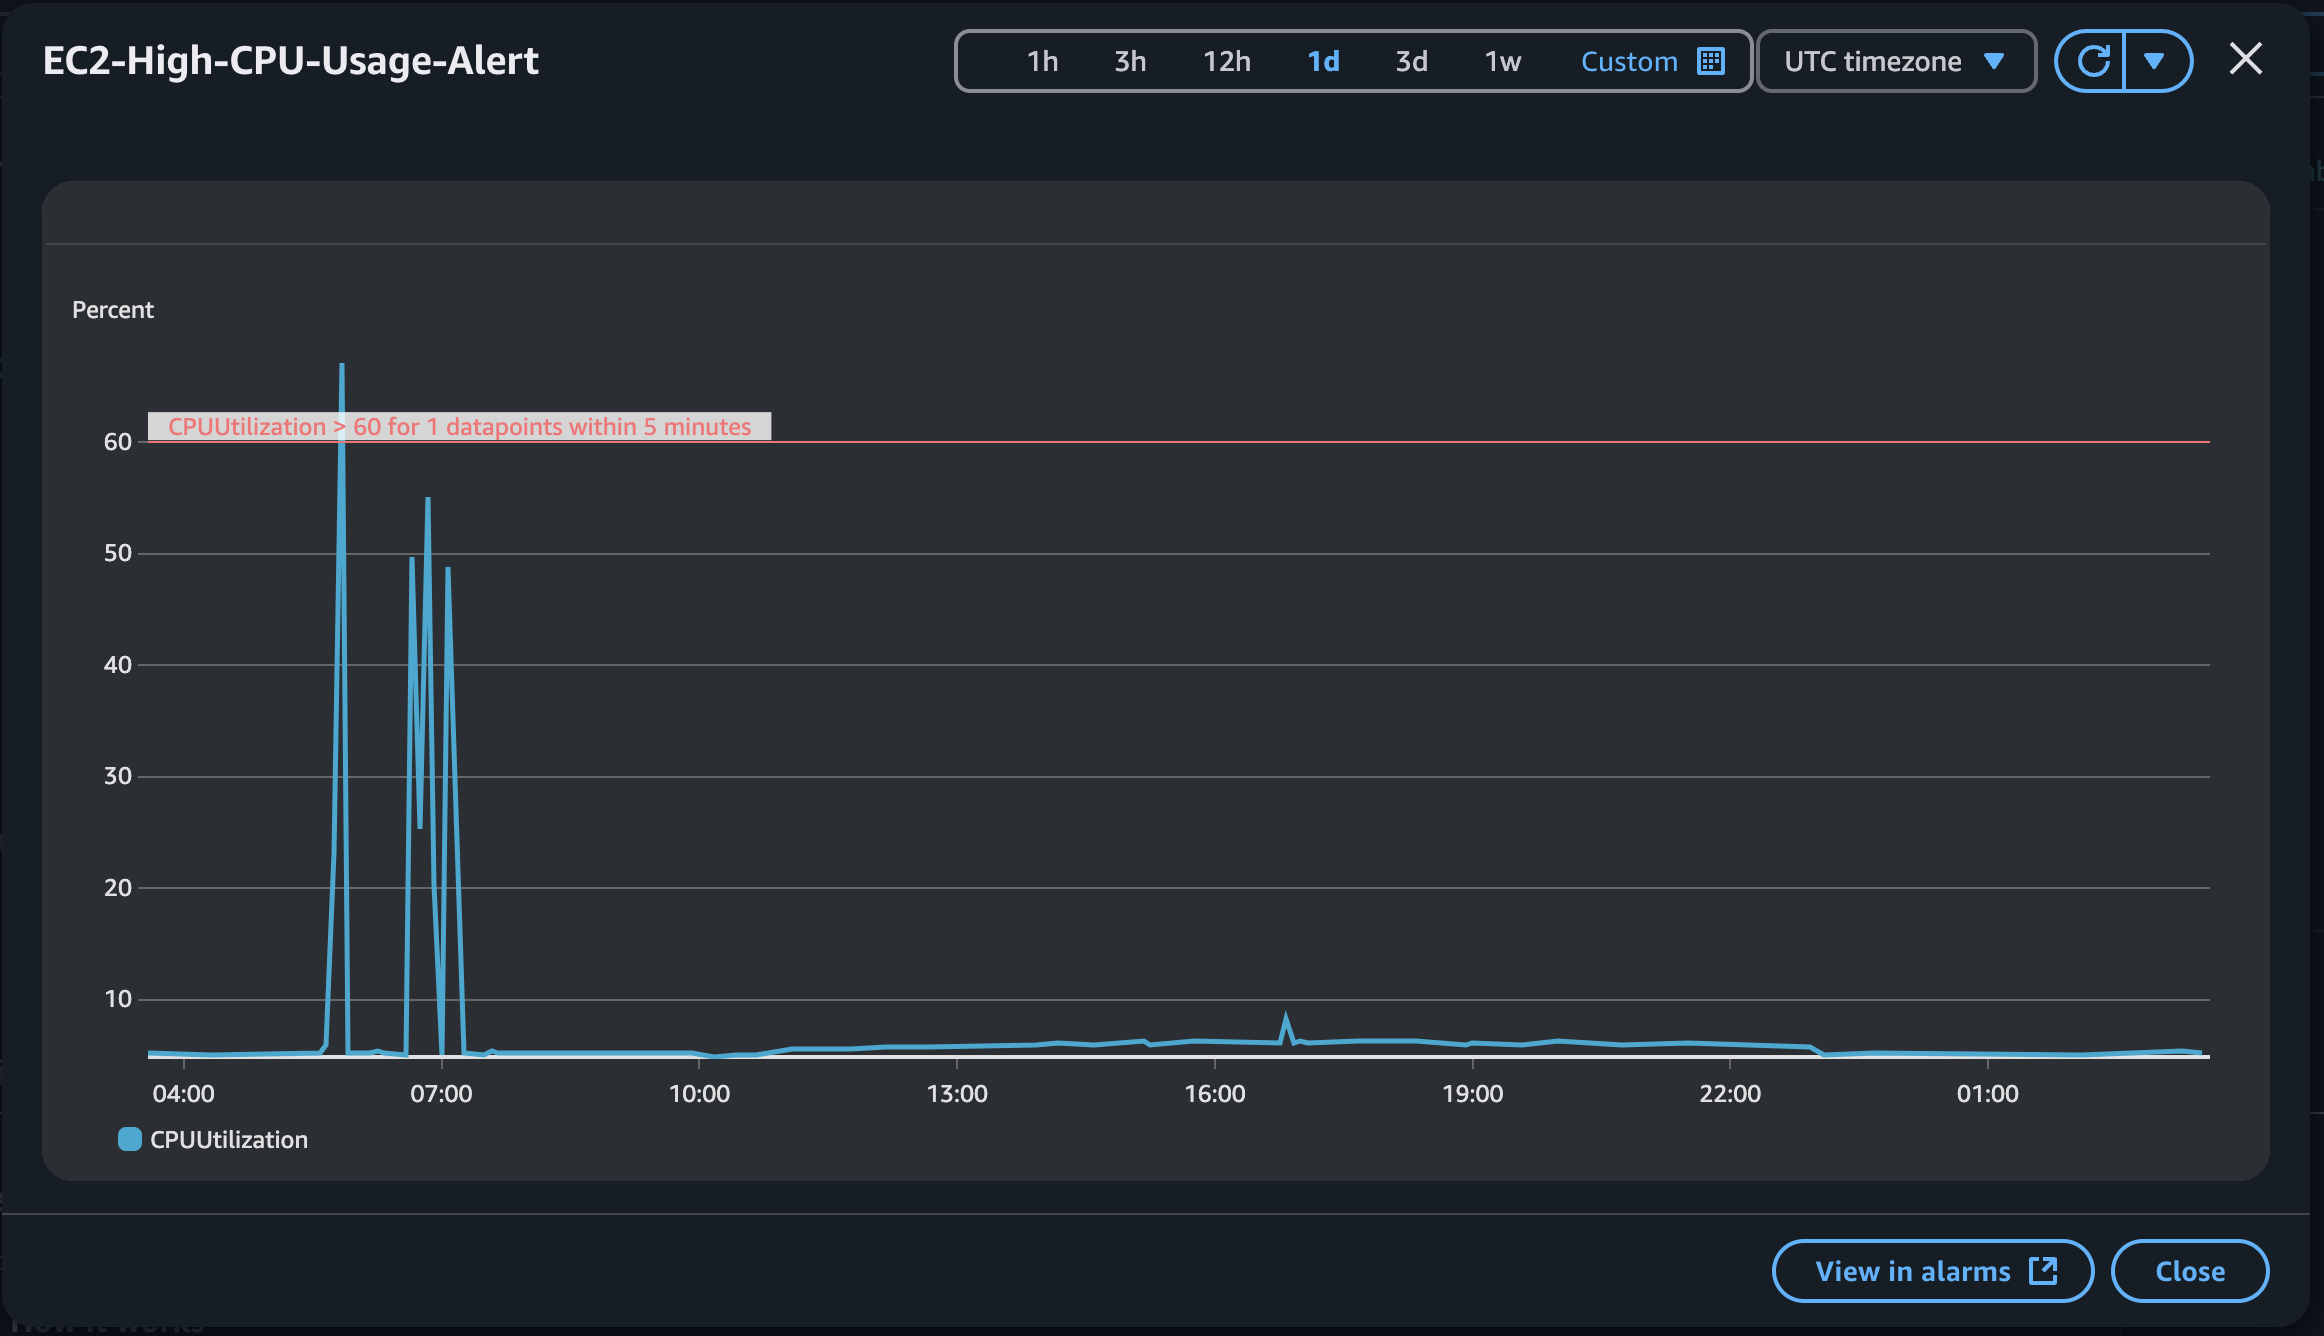 EC2-High-CPU-Usage-Alert
1h 3h 12h 1d 3d 1w Custom
UTC timezone
Percent
CPUUtilization > 60 for 1 datapoints within 5 minutes
60
50
40
30
20
10
04:00 07:00 10:00 13:00 16:00 19:00 22:00 01:00
CPUUtilization
View in alarms
Close